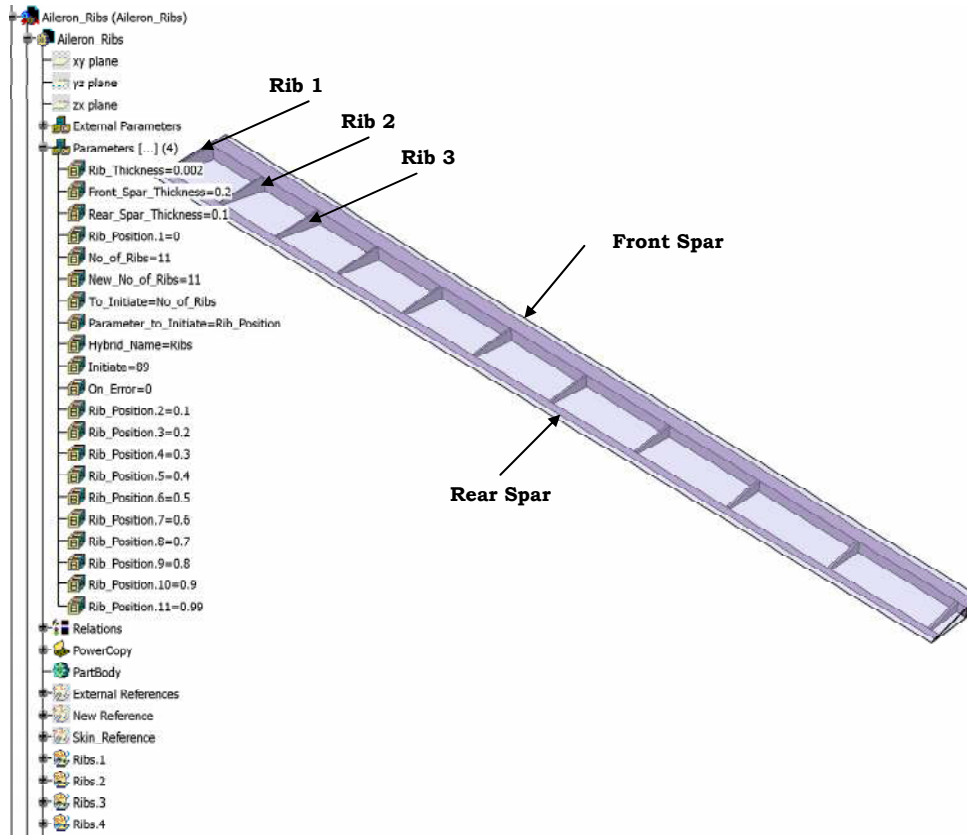 Aileron_Ribs (Aileron_Ribs)
Aileron_Ribs
xy plane
yz plane
zx plane
External Parameters
Parameters [...] (4)
Rib_Thickness=0.002
Front_Spar_Thickness=0.2
Rear_Spar_Thickness=0.1
Rib_Position.1=0
No_of_Ribs=11
New_No_of_Ribs=11
To_Initiate=No_of_Ribs
Parameter_to_Initiate=Rib_Position
Hybrid_Name=Ribs
Initiate=89
On_Error=0
Rib_Position.2=0.1
Rib_Position.3=0.2
Rib_Position.4=0.3
Rib_Position.5=0.4
Rib_Position.6=0.5
Rib_Position.7=0.6
Rib_Position.8=0.7
Rib_Position.9=0.8
Rib_Position.10=0.9
Rib_Position.11=0.99
Relations
PowerCopy
PartBody
External References
New Reference
Skin_Reference
Ribs.1
Ribs.2
Ribs.3
Ribs.4
Rib 1
Rib 2
Rib 3
Front Spar
Rear Spar